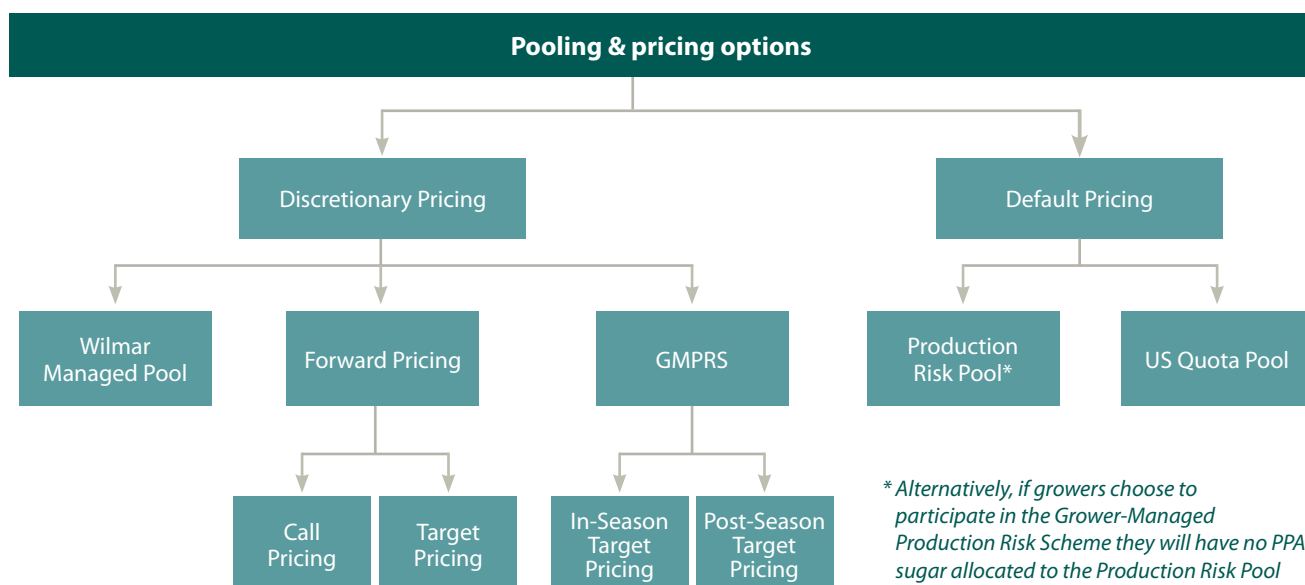 Pooling & pricing options
Discretionary Pricing
Default Pricing
Wilmar
Managed Pool
Forward Pricing
GMPRS
Production
Risk Pool*
US Quota Pool
Call
Pricing
Target
Pricing
In-Season
Target
Pricing
Post-Season
Target
Pricing
* Alternatively, if growers choose to
participate in the Grower-Managed
Production Risk Scheme they will have no PPA
sugar allocated to the Production Risk Pool